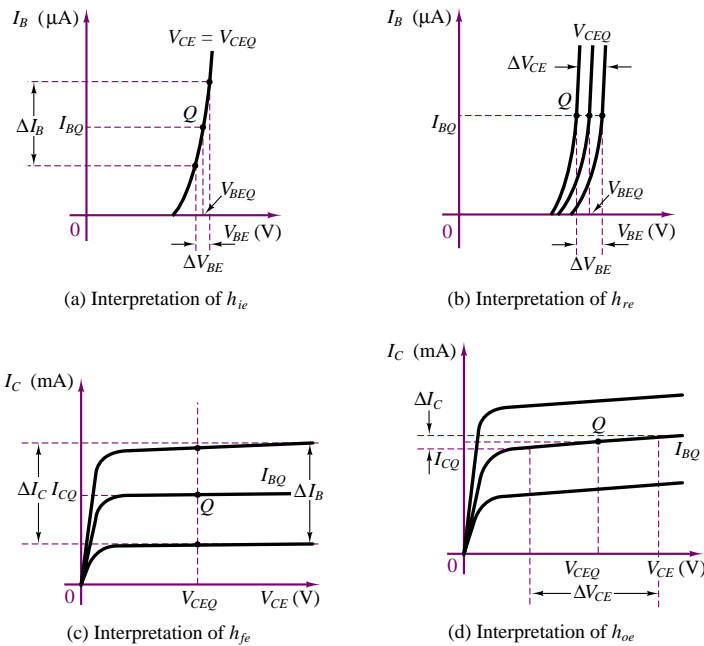 I_B (μA)
V_CE = V_CEQ
ΔI_B
I_BQ
Q
V_BEQ
0
V_BE (V)
ΔV_BE
(a) Interpretation of h_ie
I_B (μA)
V_CEQ
ΔV_CE
Q
I_BQ
V_BEQ
0
V_BE (V)
ΔV_BE
(b) Interpretation of h_re
I_C (mA)
ΔI_C I_CQ
I_BQ
ΔI_B
Q
0
V_CEQ
V_CE (V)
(c) Interpretation of h_fe
I_C (mA)
ΔI_C
Q
I_CQ
I_BQ
0
V_CEQ
V_CE (V)
ΔV_CE
(d) Interpretation of h_oe